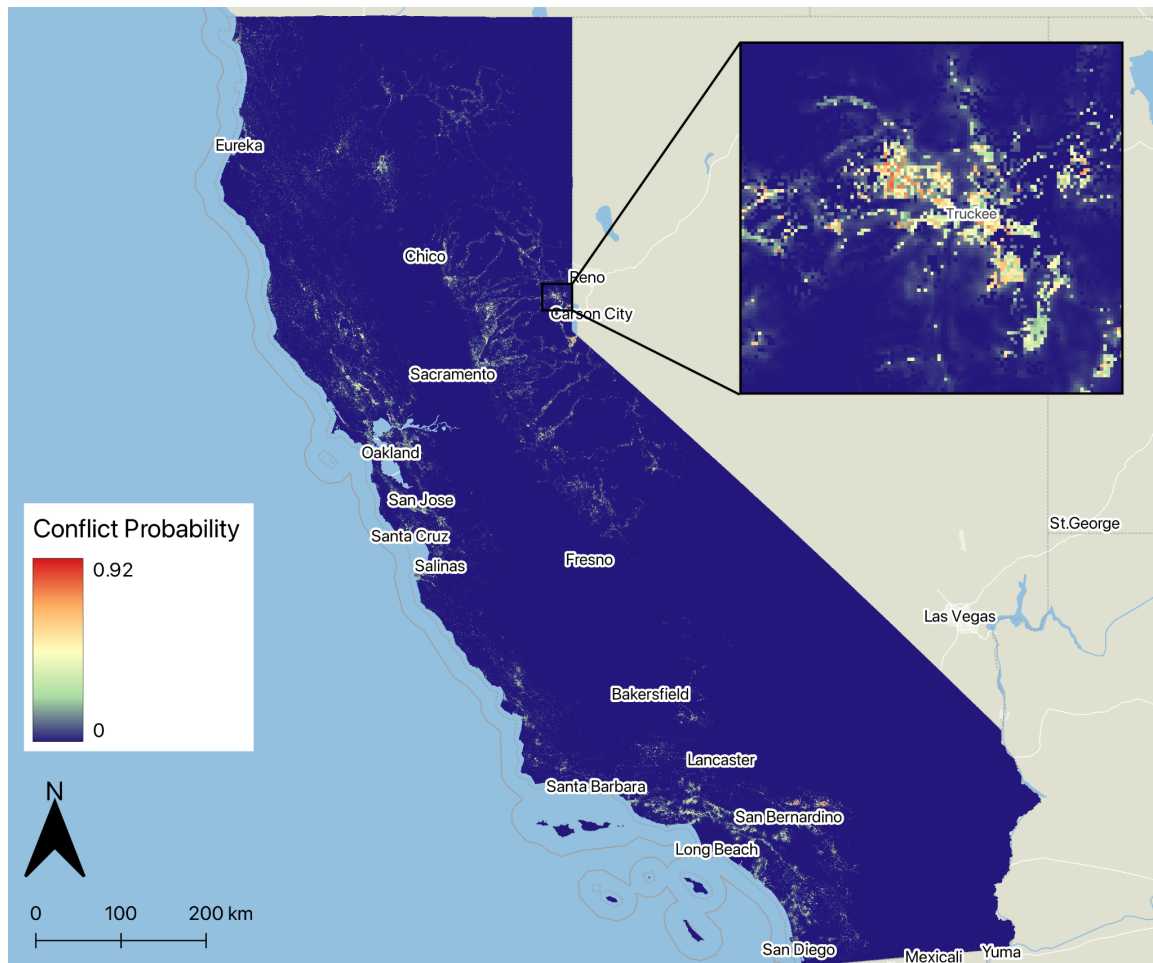 Eureka
Chico
Reno
Carson City
Truckee
Sacramento
Oakland
San Jose
Santa Cruz
Salinas
Fresno
St.George
Las Vegas
Conflict Probability
0.92
0
Bakersfield
Lancaster
Santa Barbara
San Bernardino
Long Beach
San Diego
Mexicali
Yuma
N
0 100 200 km